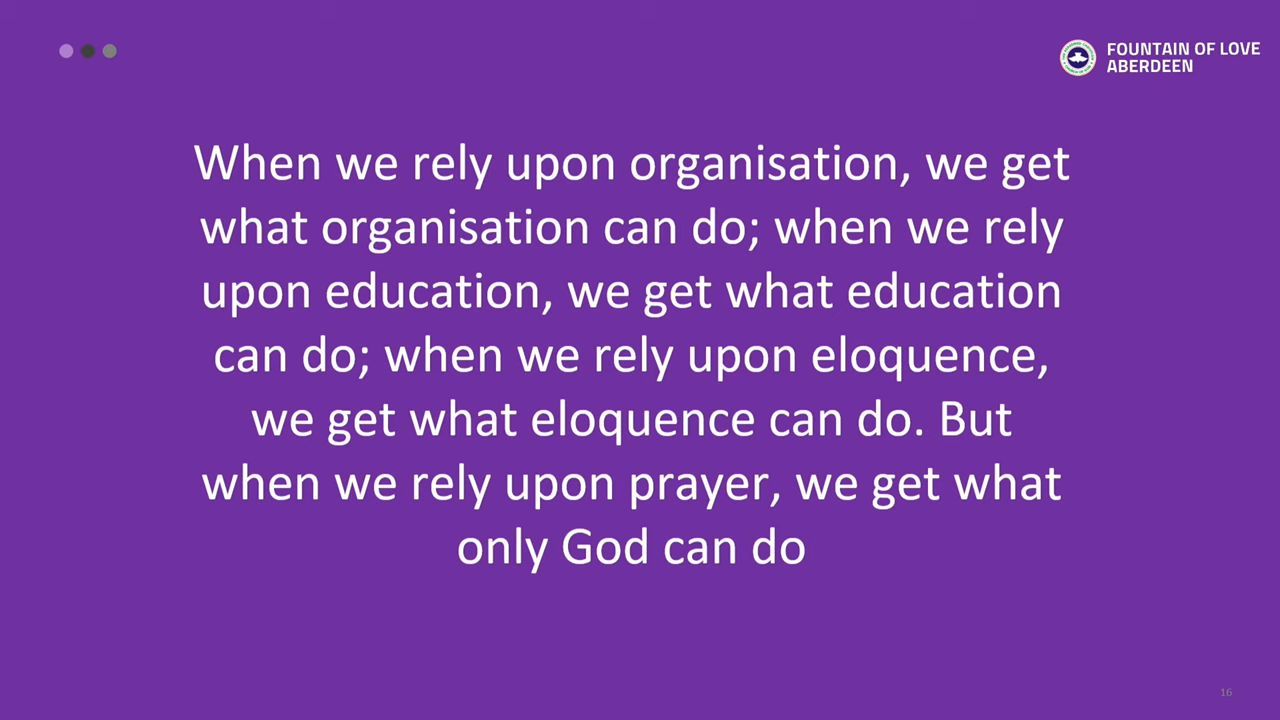 FOUNTAIN OF LOVE
ABERDEEN
When we rely upon organisation, we get
what organisation can do; when we rely
upon education, we get what education
can do; when we rely upon eloquence,
we get what eloquence can do. But
when we rely upon prayer, we get what
only God can do
16